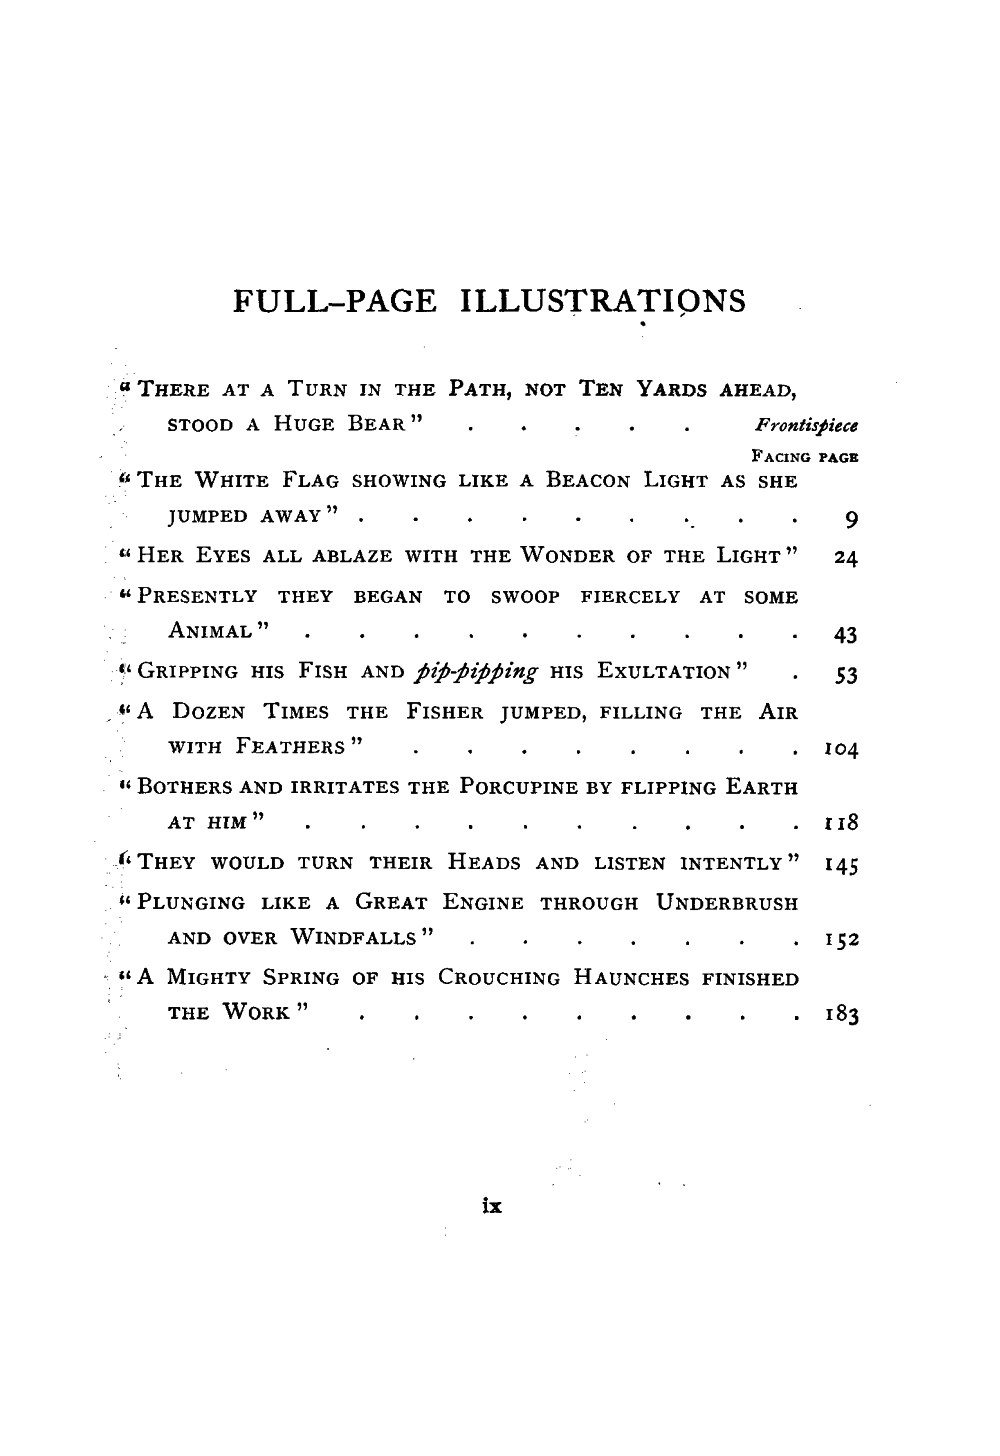 FULL-PAGE ILLUSTRATIONS
“There at a Turn in the Path, not Ten Yards ahead,
stood a Huge Bear” . . . . . Frontispiece
Facing page
“The White Flag showing like a Beacon Light as she
jumped away” . . . . . . . . . 9
“Her Eyes all ablaze with the Wonder of the Light” 24
“Presently they began to swoop fiercely at some
Animal” . . . . . . . . . . 43
“Gripping his Fish and pip-pipping his Exultation” . 53
“A Dozen Times the Fisher jumped, filling the Air
with Feathers” . . . . . . . . 104
“Bothers and irritates the Porcupine by flipping Earth
at him” . . . . . . . . . . 118
“They would turn their Heads and listen intently” 145
“Plunging like a Great Engine through Underbrush
and over Windfalls” . . . . . . . 152
“A Mighty Spring of his Crouching Haunches finished
the Work” . . . . . . . . . 183
ix